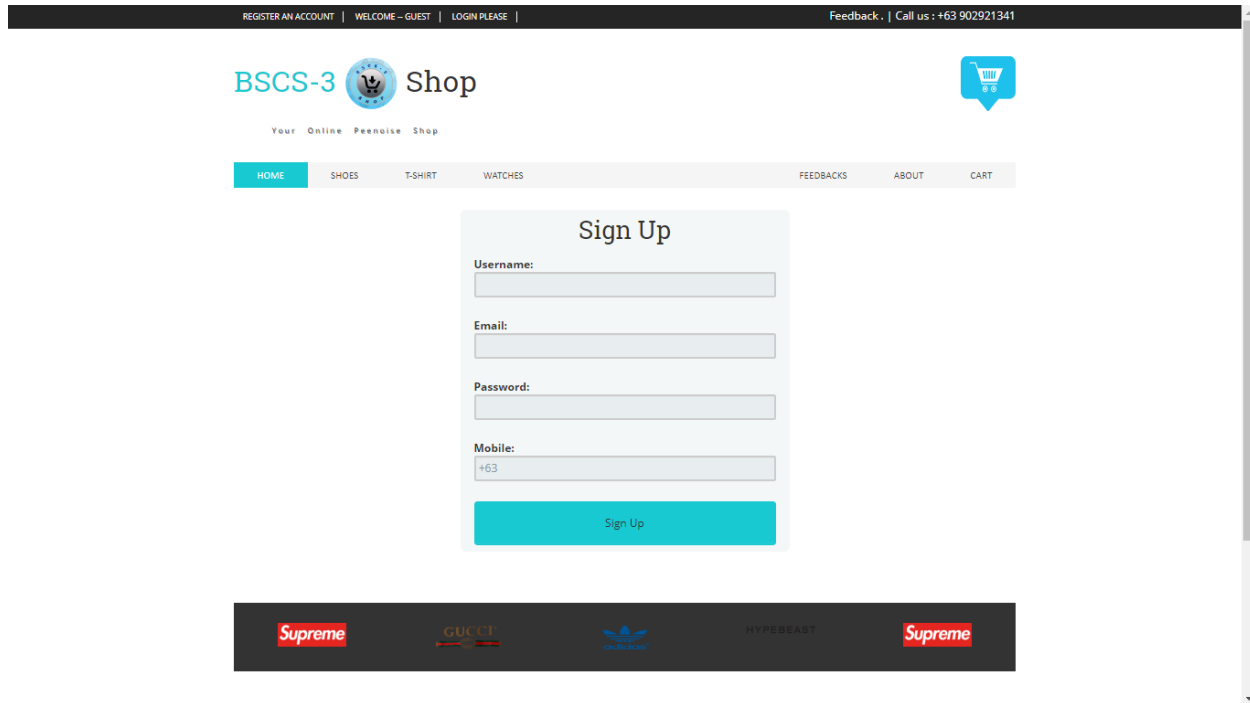 REGISTER AN ACCOUNT | WELCOME -- GUEST | LOGIN PLEASE |
Feedback . | Call us : +63 902921341
BSCS-3 Shop
Your Online Peenoise Shop
HOME SHOES T-SHIRT WATCHES FEEDBACKS ABOUT CART
Sign Up
Username:
Email:
Password:
Mobile:
+63
Sign Up
Supreme GUCCI adidas HYPEBEAST Supreme